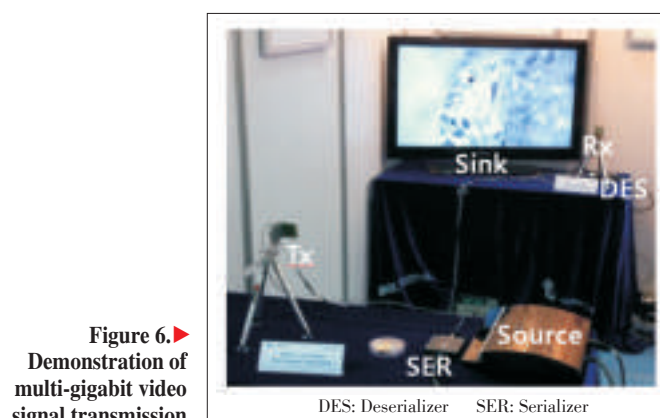 Rx
Sink
DES
Tx
Source
SER
DES: Deserializer SER: Serializer
Figure 6.▶
Demonstration of
multi-gigabit video
signal transmission